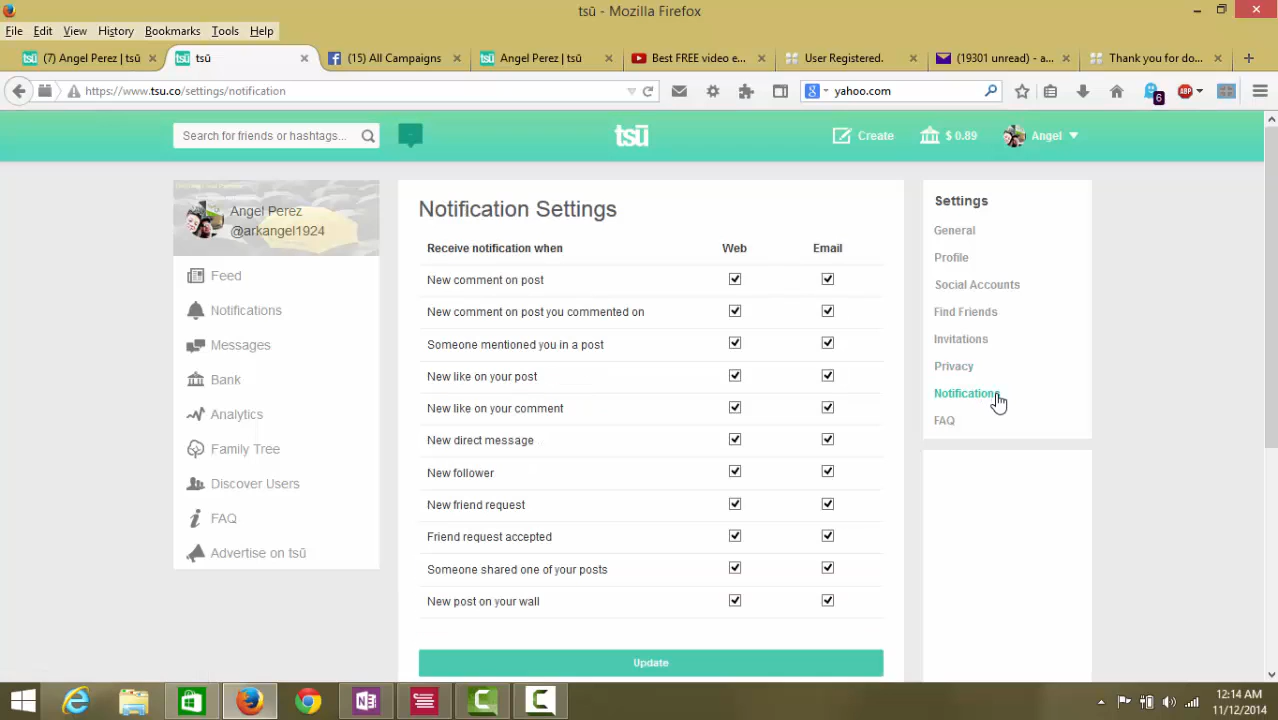 tsū - Mozilla Firefox
File Edit View History Bookmarks Tools Help
(7) Angel Perez | tsū
tsū
(15) All Campaigns
Angel Perez | tsū
Best FREE video e...
User Registered.
(19301 unread) - a...
Thank you for do...
https://www.tsu.co/settings/notification
yahoo.com
6
ABP
Search for friends or hashtags...
tsū
Create
$ 0.89
Angel
Angel Perez
@arkangel1924
Feed
Notifications
Messages
Bank
Analytics
Family Tree
Discover Users
FAQ
Advertise on tsū
Notification Settings
Receive notification when Web Email
New comment on post
New comment on post you commented on
Someone mentioned you in a post
New like on your post
New like on your comment
New direct message
New follower
New friend request
Friend request accepted
Someone shared one of your posts
New post on your wall
Update
Settings
General
Profile
Social Accounts
Find Friends
Invitations
Privacy
Notifications
FAQ
12:14 AM
11/12/2014